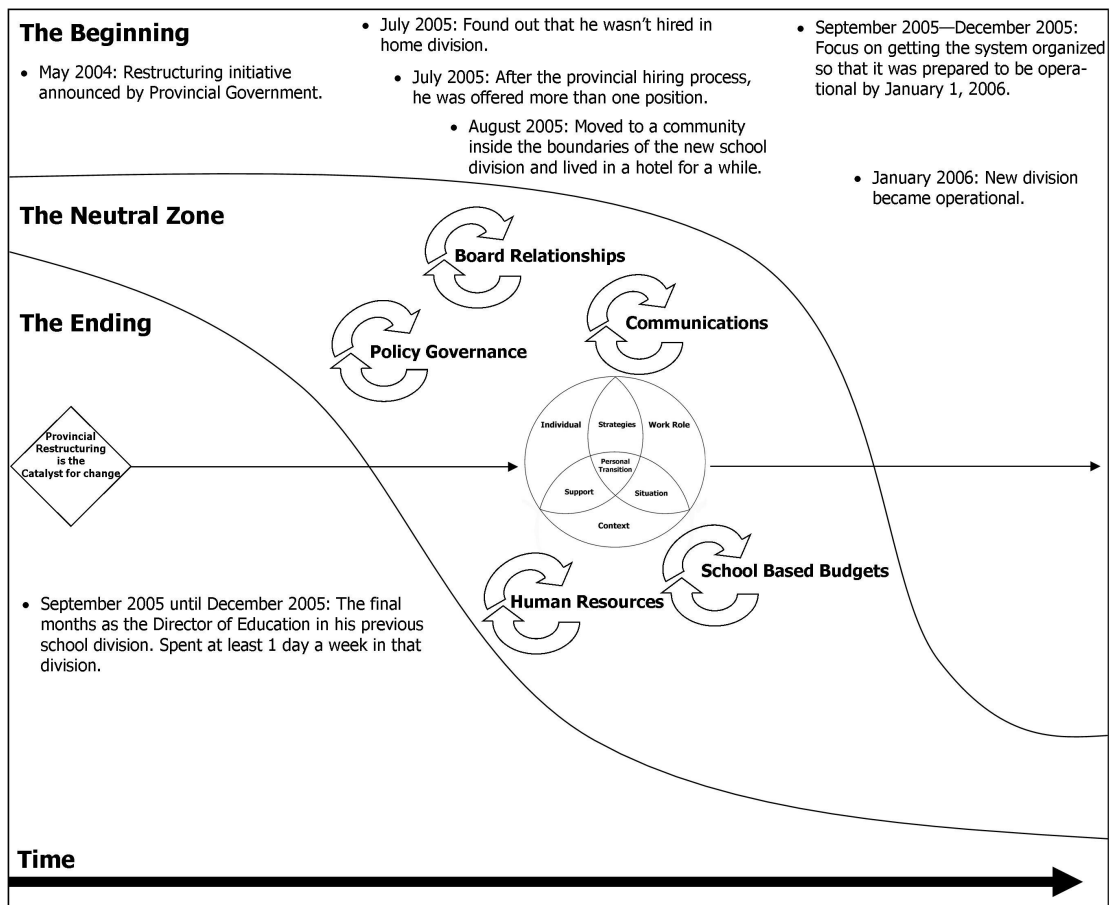 The Beginning
• May 2004: Restructuring initiative
announced by Provincial Government.
• July 2005: Found out that he wasn't hired in
home division.
• July 2005: After the provincial hiring process,
he was offered more than one position.
• August 2005: Moved to a community
inside the boundaries of the new school
division and lived in a hotel for a while.
• September 2005—December 2005:
Focus on getting the system organized
so that it was prepared to be opera-
tional by January 1, 2006.
• January 2006: New division
became operational.
The Neutral Zone
Board Relationships
Communications
Policy Governance
The Ending
Provincial
Restructuring
is the
Catalyst for change
Individual
Strategies
Work Role
Personal
Transition
Support
Situation
Context
School Based Budgets
Human Resources
• September 2005 until December 2005: The final
months as the Director of Education in his previous
school division. Spent at least 1 day a week in that
division.
Time